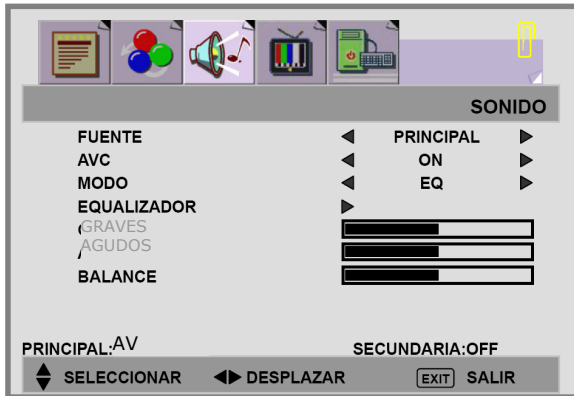 SONIDO
FUENTE PRINCIPAL
AVC ON
MODO EQ
EQUALIZADOR
GRAVES
AGUDOS
BALANCE
PRINCIPAL:AV SECUNDARIA:OFF
SELECCIONAR DESPLAZAR EXIT SALIR